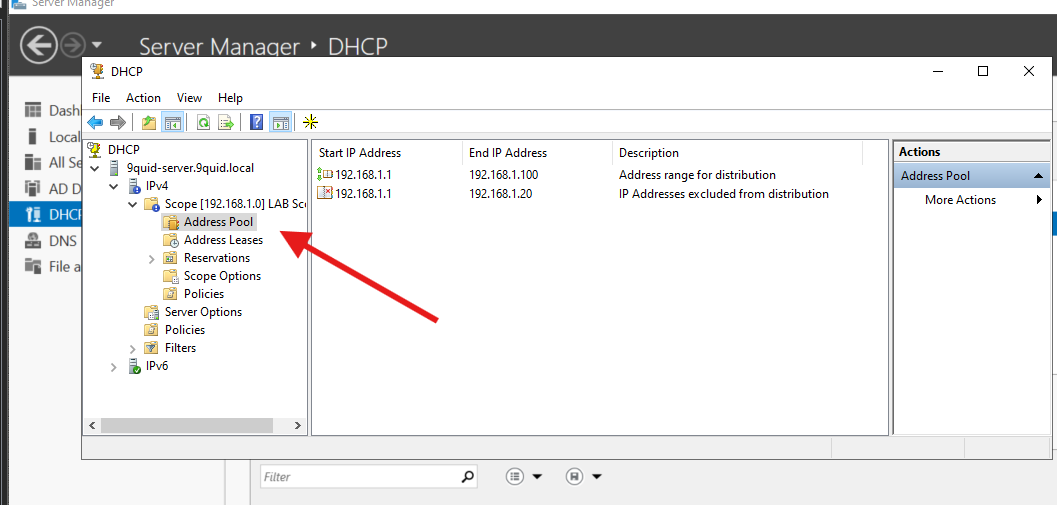 Server Manager
Server Manager • DHCP
DHCP
File Action View Help
Dash
Local
All Se
AD D
DHCP
DNS
File a
DHCP
9quid-server.9quid.local
IPv4
Scope [192.168.1.0] LAB Sc
Address Pool
Address Leases
Reservations
Scope Options
Policies
Server Options
Policies
Filters
IPv6
Start IP Address End IP Address Description
192.168.1.1 192.168.1.100 Address range for distribution
192.168.1.1 192.168.1.20 IP Addresses excluded from distribution
Actions
Address Pool
More Actions
Filter